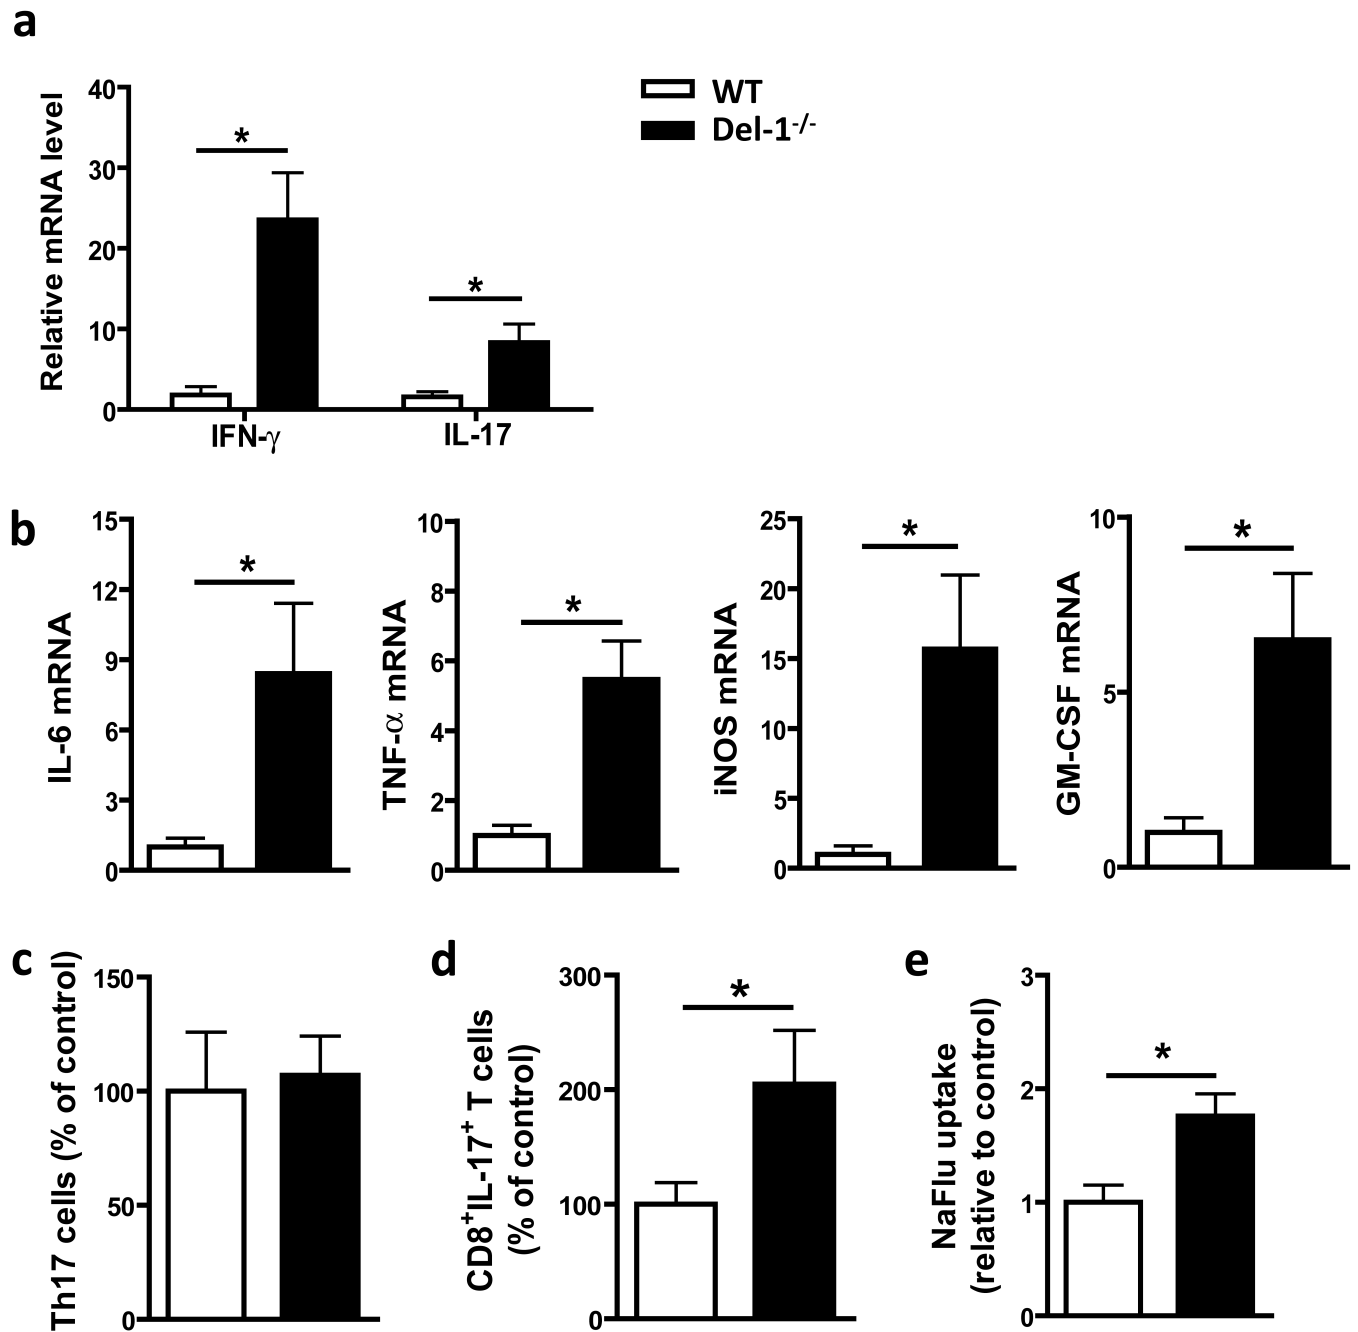 a
WT
Del-1-/-
Relative mRNA level
40
30
20
10
0
*
*
IFN-γ
IL-17
b
IL-6 mRNA
15
12
9
6
3
0
*
TNF-α mRNA
10
8
6
4
2
0
*
iNOS mRNA
25
20
15
10
5
0
*
GM-CSF mRNA
10
5
0
*
c
Th17 cells (% of control)
150
100
50
0
d
CD8+IL-17+ T cells
(% of control)
300
200
100
0
*
e
NaFlu uptake
(relative to control)
3
2
1
0
*